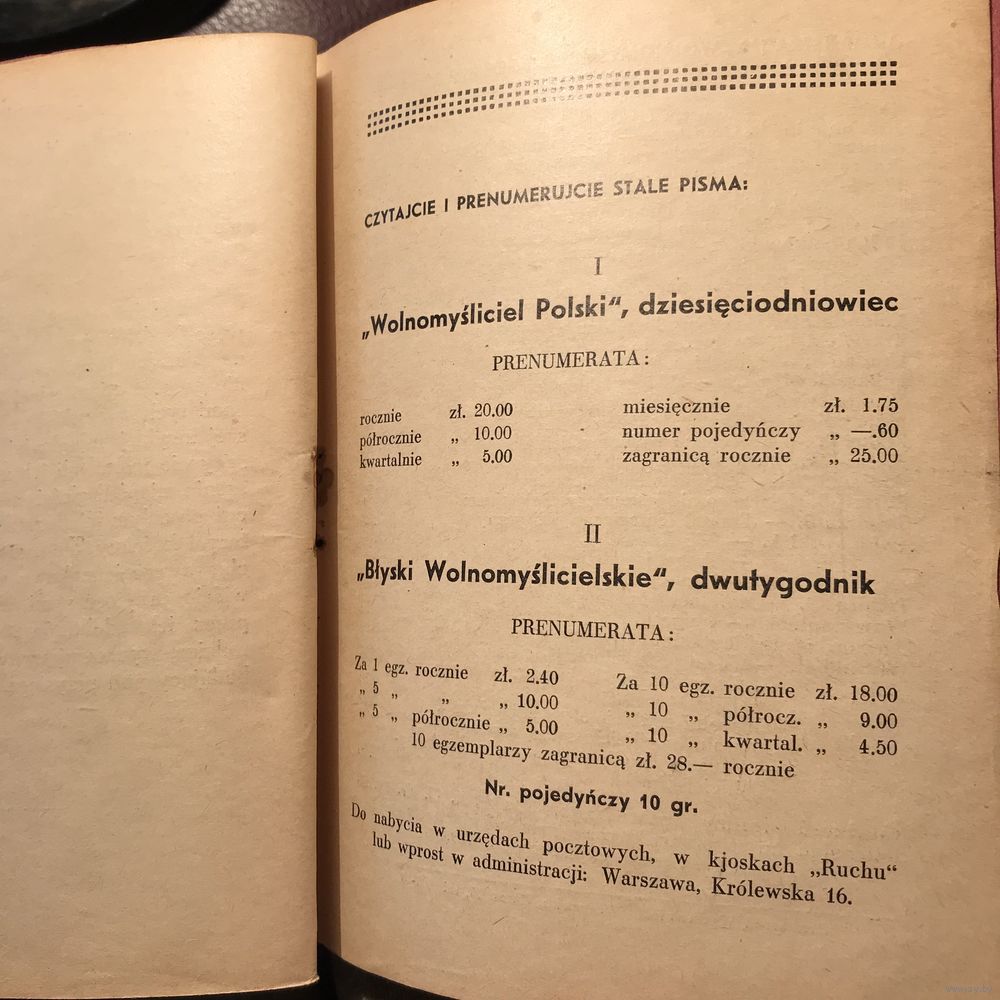 CZYTAJCIE I PRENUMERUJCIE STALE PISMA:
I
„Wolnomyśliciel Polski“, dziesięciodniowiec
PRENUMERATA:
rocznie zł. 20.00 miesięcznie zł. 1.75
półrocznie „ 10.00 numer pojedyńczy „ —.60
kwartalnie „ 5.00 zagranicą rocznie „ 25.00
II
„Błyski Wolnomyślicielskie“, dwutygodnik
PRENUMERATA:
Za 1 egz. rocznie zł. 2.40 Za 10 egz. rocznie zł. 18.00
„ 5 „ „ „ 10.00 „ 10 „ półrocz. „ 9.00
„ 5 „ półrocznie „ 5.00 „ 10 „ kwartal. „ 4.50
10 egzemplarzy zagranicą zł. 28.— rocznie
Nr. pojedyńczy 10 gr.
Do nabycia w urzędach pocztowych, w kjoskach „Ruchu“
lub wprost w administracji: Warszawa, Królewska 16.